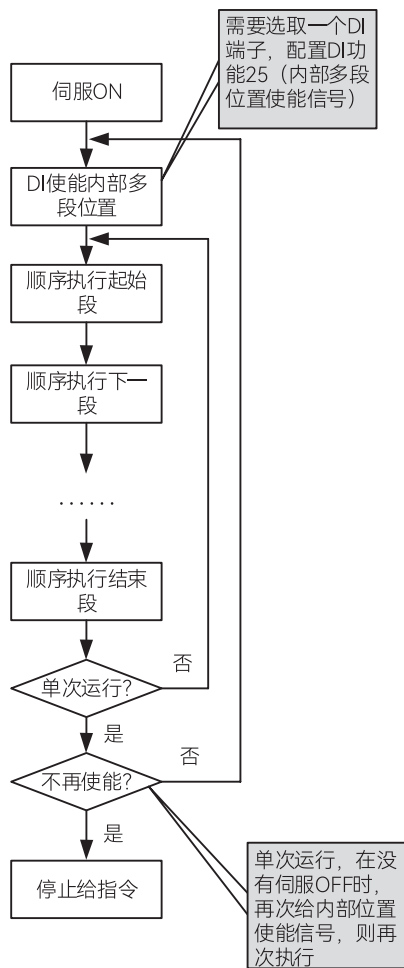 需要选取一个DI
端子，配置DI功
能25（内部多段
位置使能信号）
伺服ON
DI使能内部多
段位置
顺序执行起始
段
顺序执行下一
段
······
顺序执行结束
段
单次运行？
否
是
不再使能？
否
是
停止给指令
单次运行，在没
有伺服OFF时，
再次给内部位置
使能信号，则再
次执行